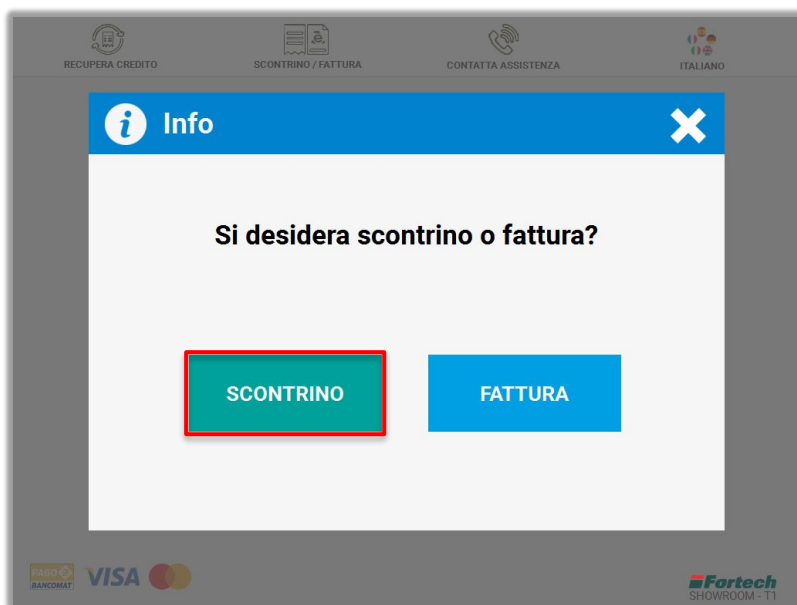 RECUPERA CREDITO
SCONTRINO / FATTURA
CONTATTA ASSISTENZA
ITALIANO
i Info
Si desidera scontrino o fattura?
SCONTRINO
FATTURA
PAGO
BANCOMAT
VISA
Fortech
SHOWROOM - T1